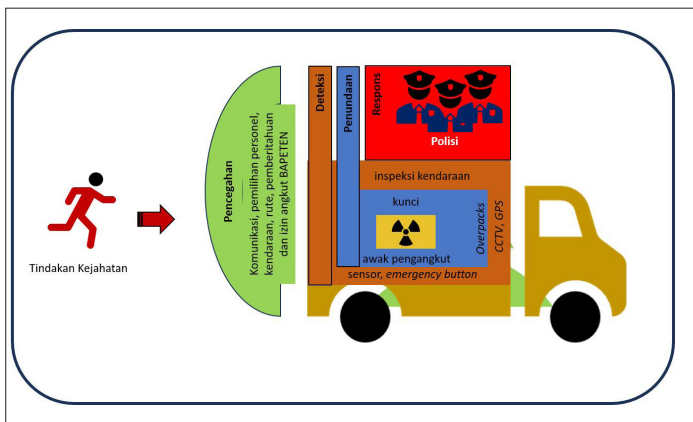 Tindakan Kejahatan
Pencegahan
Komunikasi, pemilihan personel,
kendaraan, rute, pemberitahuan
dan izin angkut BAPETEN
Deteksi
Penundaan
Respons
Polisi
inspeksi kendaraan
kunci
awak pengangkut
sensor, emergency button
Overpacks
CCTV, GPS